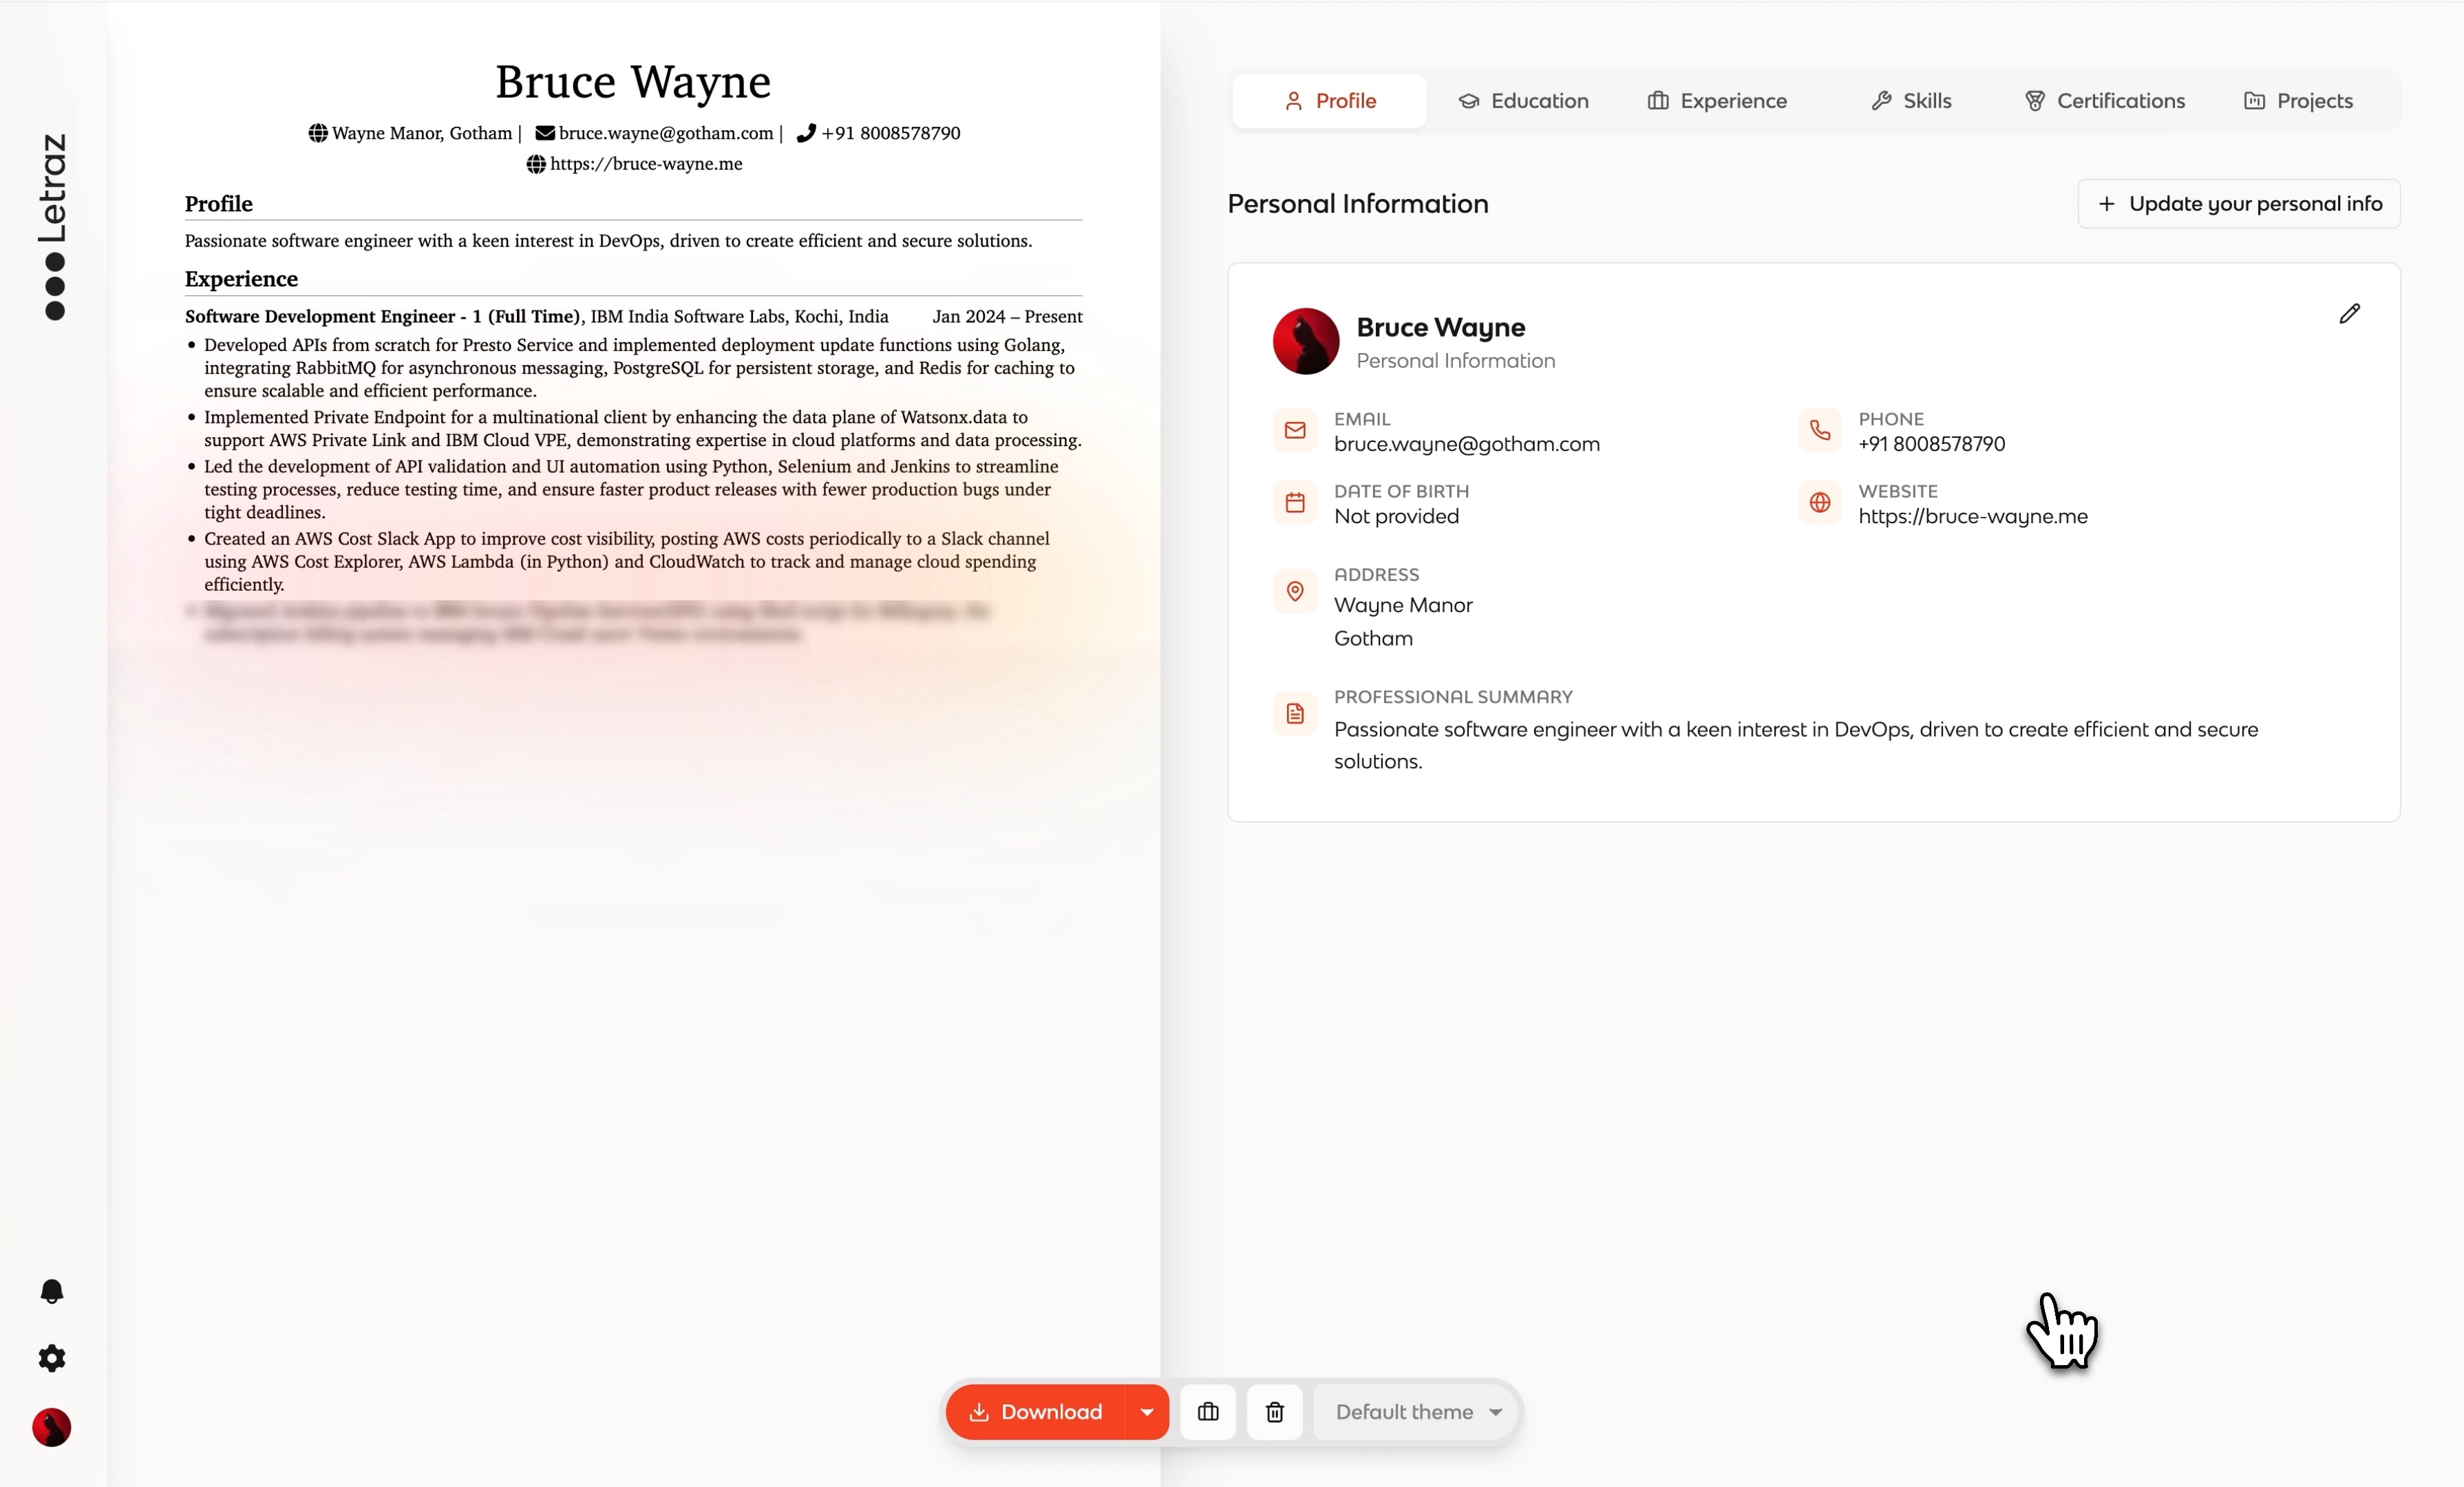 Letraz
Bruce Wayne
Wayne Manor, Gotham | bruce.wayne@gotham.com | +91 8008578790
https://bruce-wayne.me
Profile
Passionate software engineer with a keen interest in DevOps, driven to create efficient and secure solutions.
Experience
Software Development Engineer - 1 (Full Time), IBM India Software Labs, Kochi, India Jan 2024 – Present
• Developed APIs from scratch for Presto Service and implemented deployment update functions using Golang,
integrating RabbitMQ for asynchronous messaging, PostgreSQL for persistent storage, and Redis for caching to
ensure scalable and efficient performance.
• Implemented Private Endpoint for a multinational client by enhancing the data plane of Watsonx.data to
support AWS Private Link and IBM Cloud VPE, demonstrating expertise in cloud platforms and data processing.
• Led the development of API validation and UI automation using Python, Selenium and Jenkins to streamline
testing processes, reduce testing time, and ensure faster product releases with fewer production bugs under
tight deadlines.
• Created an AWS Cost Slack App to improve cost visibility, posting AWS costs periodically to a Slack channel
using AWS Cost Explorer, AWS Lambda (in Python) and CloudWatch to track and manage cloud spending
efficiently.
Profile Education Experience Skills Certifications Projects
Personal Information
+ Update your personal info
Bruce Wayne
Personal Information
EMAIL
bruce.wayne@gotham.com
PHONE
+91 8008578790
DATE OF BIRTH
Not provided
WEBSITE
https://bruce-wayne.me
ADDRESS
Wayne Manor
Gotham
PROFESSIONAL SUMMARY
Passionate software engineer with a keen interest in DevOps, driven to create efficient and secure
solutions.
Download
Default theme